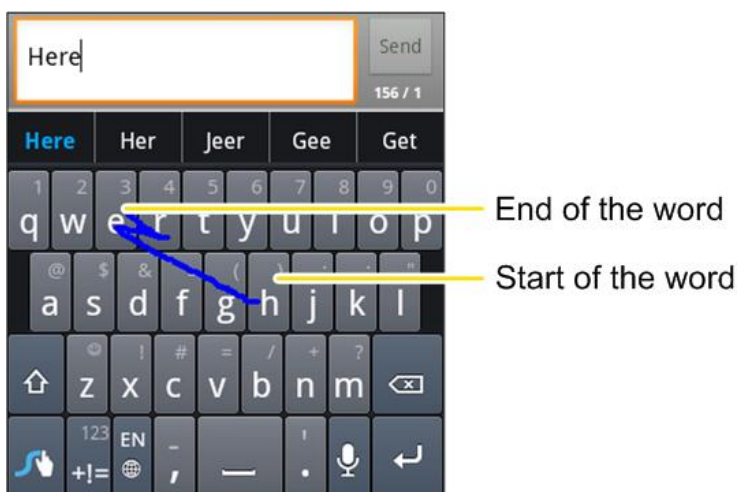 Here
Send
156 / 1
Here Her Jeer Gee Get
1 2 3 4 5 6 7 8 9 0
q w e r t y u i o p
End of the word
@ $ & ( ) "
a s d f g h j k l
Start of the word
! # = / + ?
z x c v b n m
123 EN _ '
+!= , .